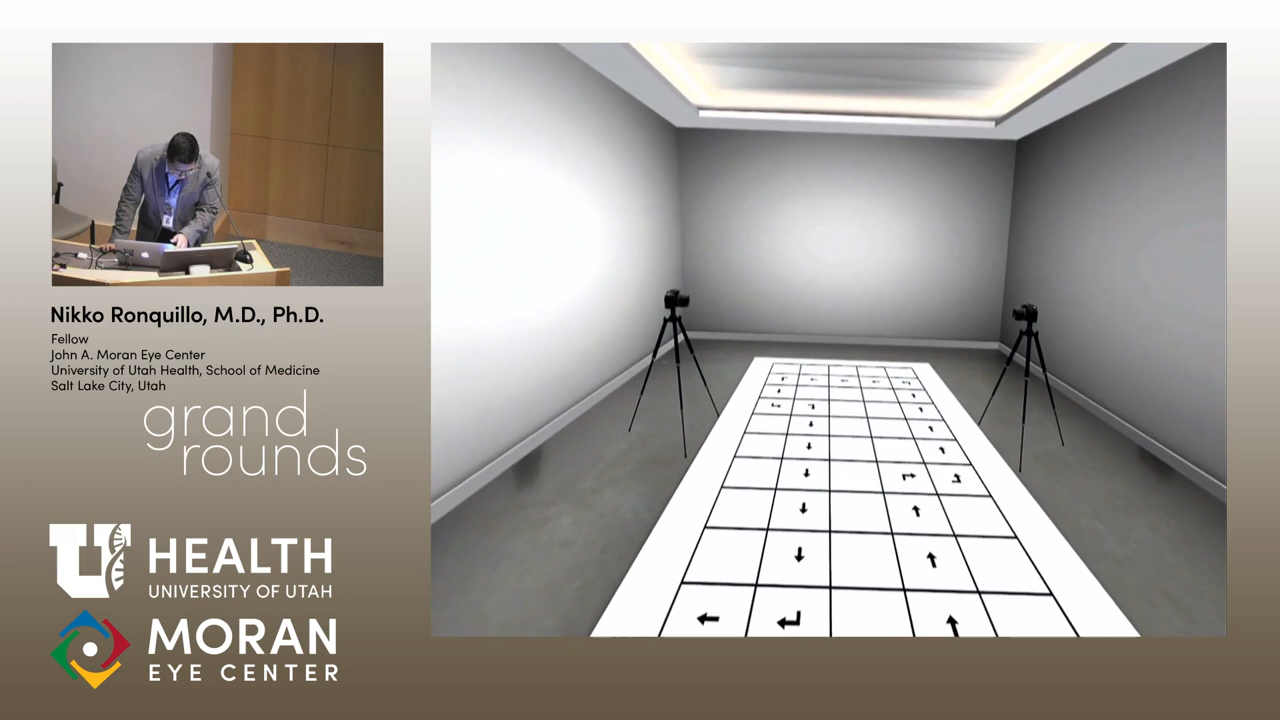 Nikko Ronquillo, M.D., Ph.D.
Fellow
John A. Moran Eye Center
University of Utah Health, School of Medicine
Salt Lake City, Utah
grand
rounds
U HEALTH
UNIVERSITY OF UTAH
MORAN
EYE CENTER